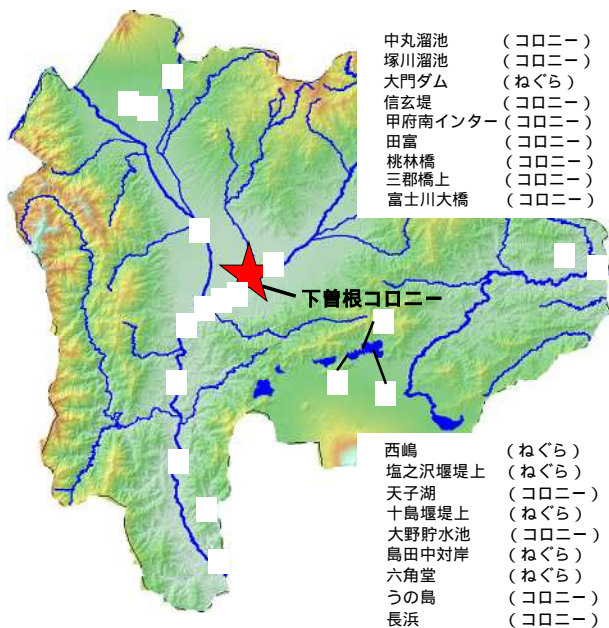 中丸溜池 (コロニー)
塚川溜池 (コロニー)
大門ダム (ねぐら)
信玄堤 (コロニー)
甲府南インター (コロニー)
田富 (コロニー)
桃林橋 (コロニー)
三郡橋上 (コロニー)
富士川大橋 (コロニー)
下曽根コロニー
西嶋 (ねぐら)
塩之沢堰堤上 (ねぐら)
天子湖 (コロニー)
十島堰堤上 (ねぐら)
大野貯水池 (コロニー)
島田中対岸 (ねぐら)
六角堂 (ねぐら)
うの島 (コロニー)
長浜 (コロニー)